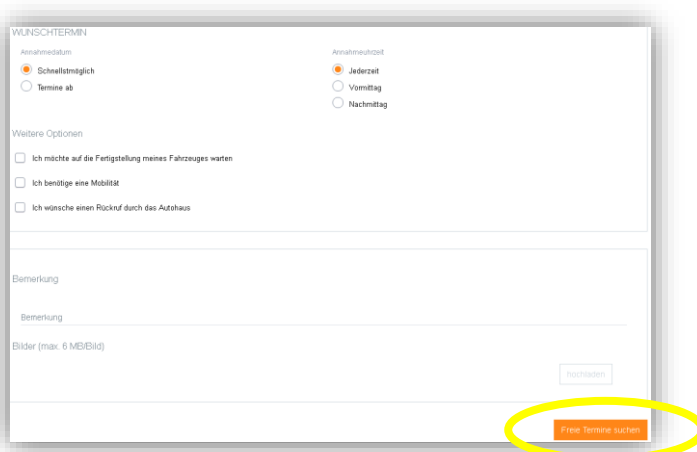 WUNSCHTERMIN
Annahmedatum
Annahmeuhrzeit
Schnellstmöglich
Jederzeit
Termine ab
Vormittag
Nachmittag
Weitere Optionen
Ich möchte auf die Fertigstellung meines Fahrzeuges warten
Ich benötige eine Mobilität
Ich wünsche einen Rückruf durch das Autohaus
Bemerkung
Bemerkung
Bilder (max. 6 MB/Bild)
hochladen
Freie Termine suchen